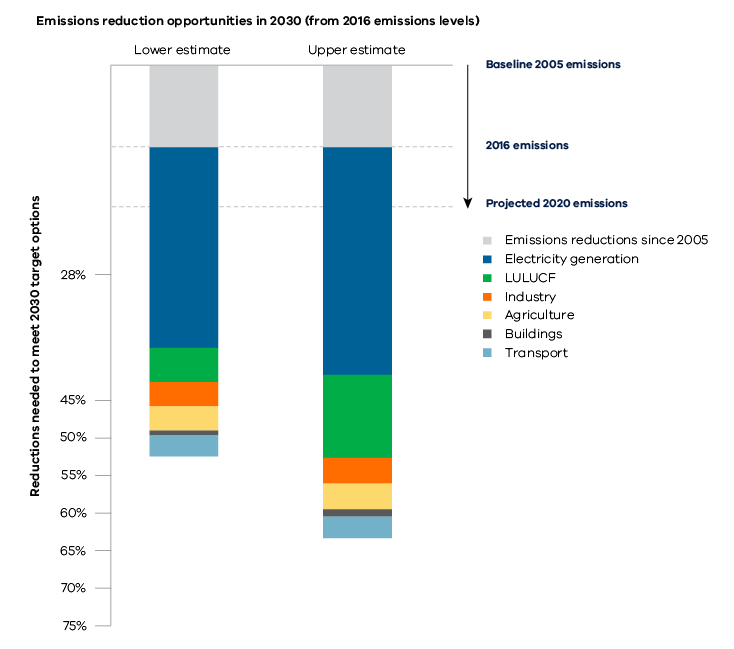 Emissions reduction opportunities in 2030 (from 2016 emissions levels)
Lower estimate
Upper estimate
Baseline 2005 emissions
2016 emissions
Projected 2020 emissions
Reductions needed to meet 2030 target options
28%
45%
50%
55%
60%
65%
70%
75%
Emissions reductions since 2005
Electricity generation
LULUCF
Industry
Agriculture
Buildings
Transport